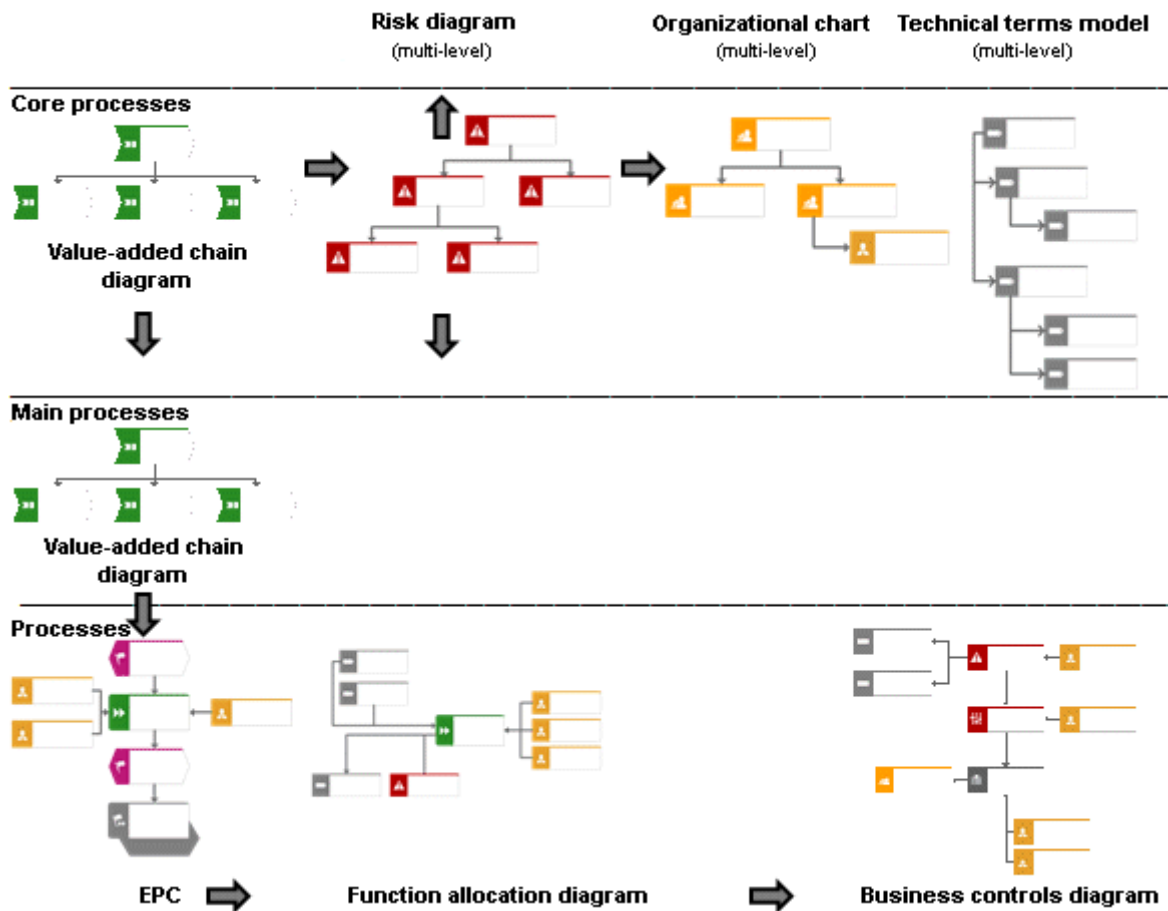 Risk diagram
(multi-level)
Organizational chart
(multi-level)
Technical terms model
(multi-level)
Core processes
Value-added chain
diagram
Main processes
Value-added chain
diagram
Processes
EPC
Function allocation diagram
Business controls diagram